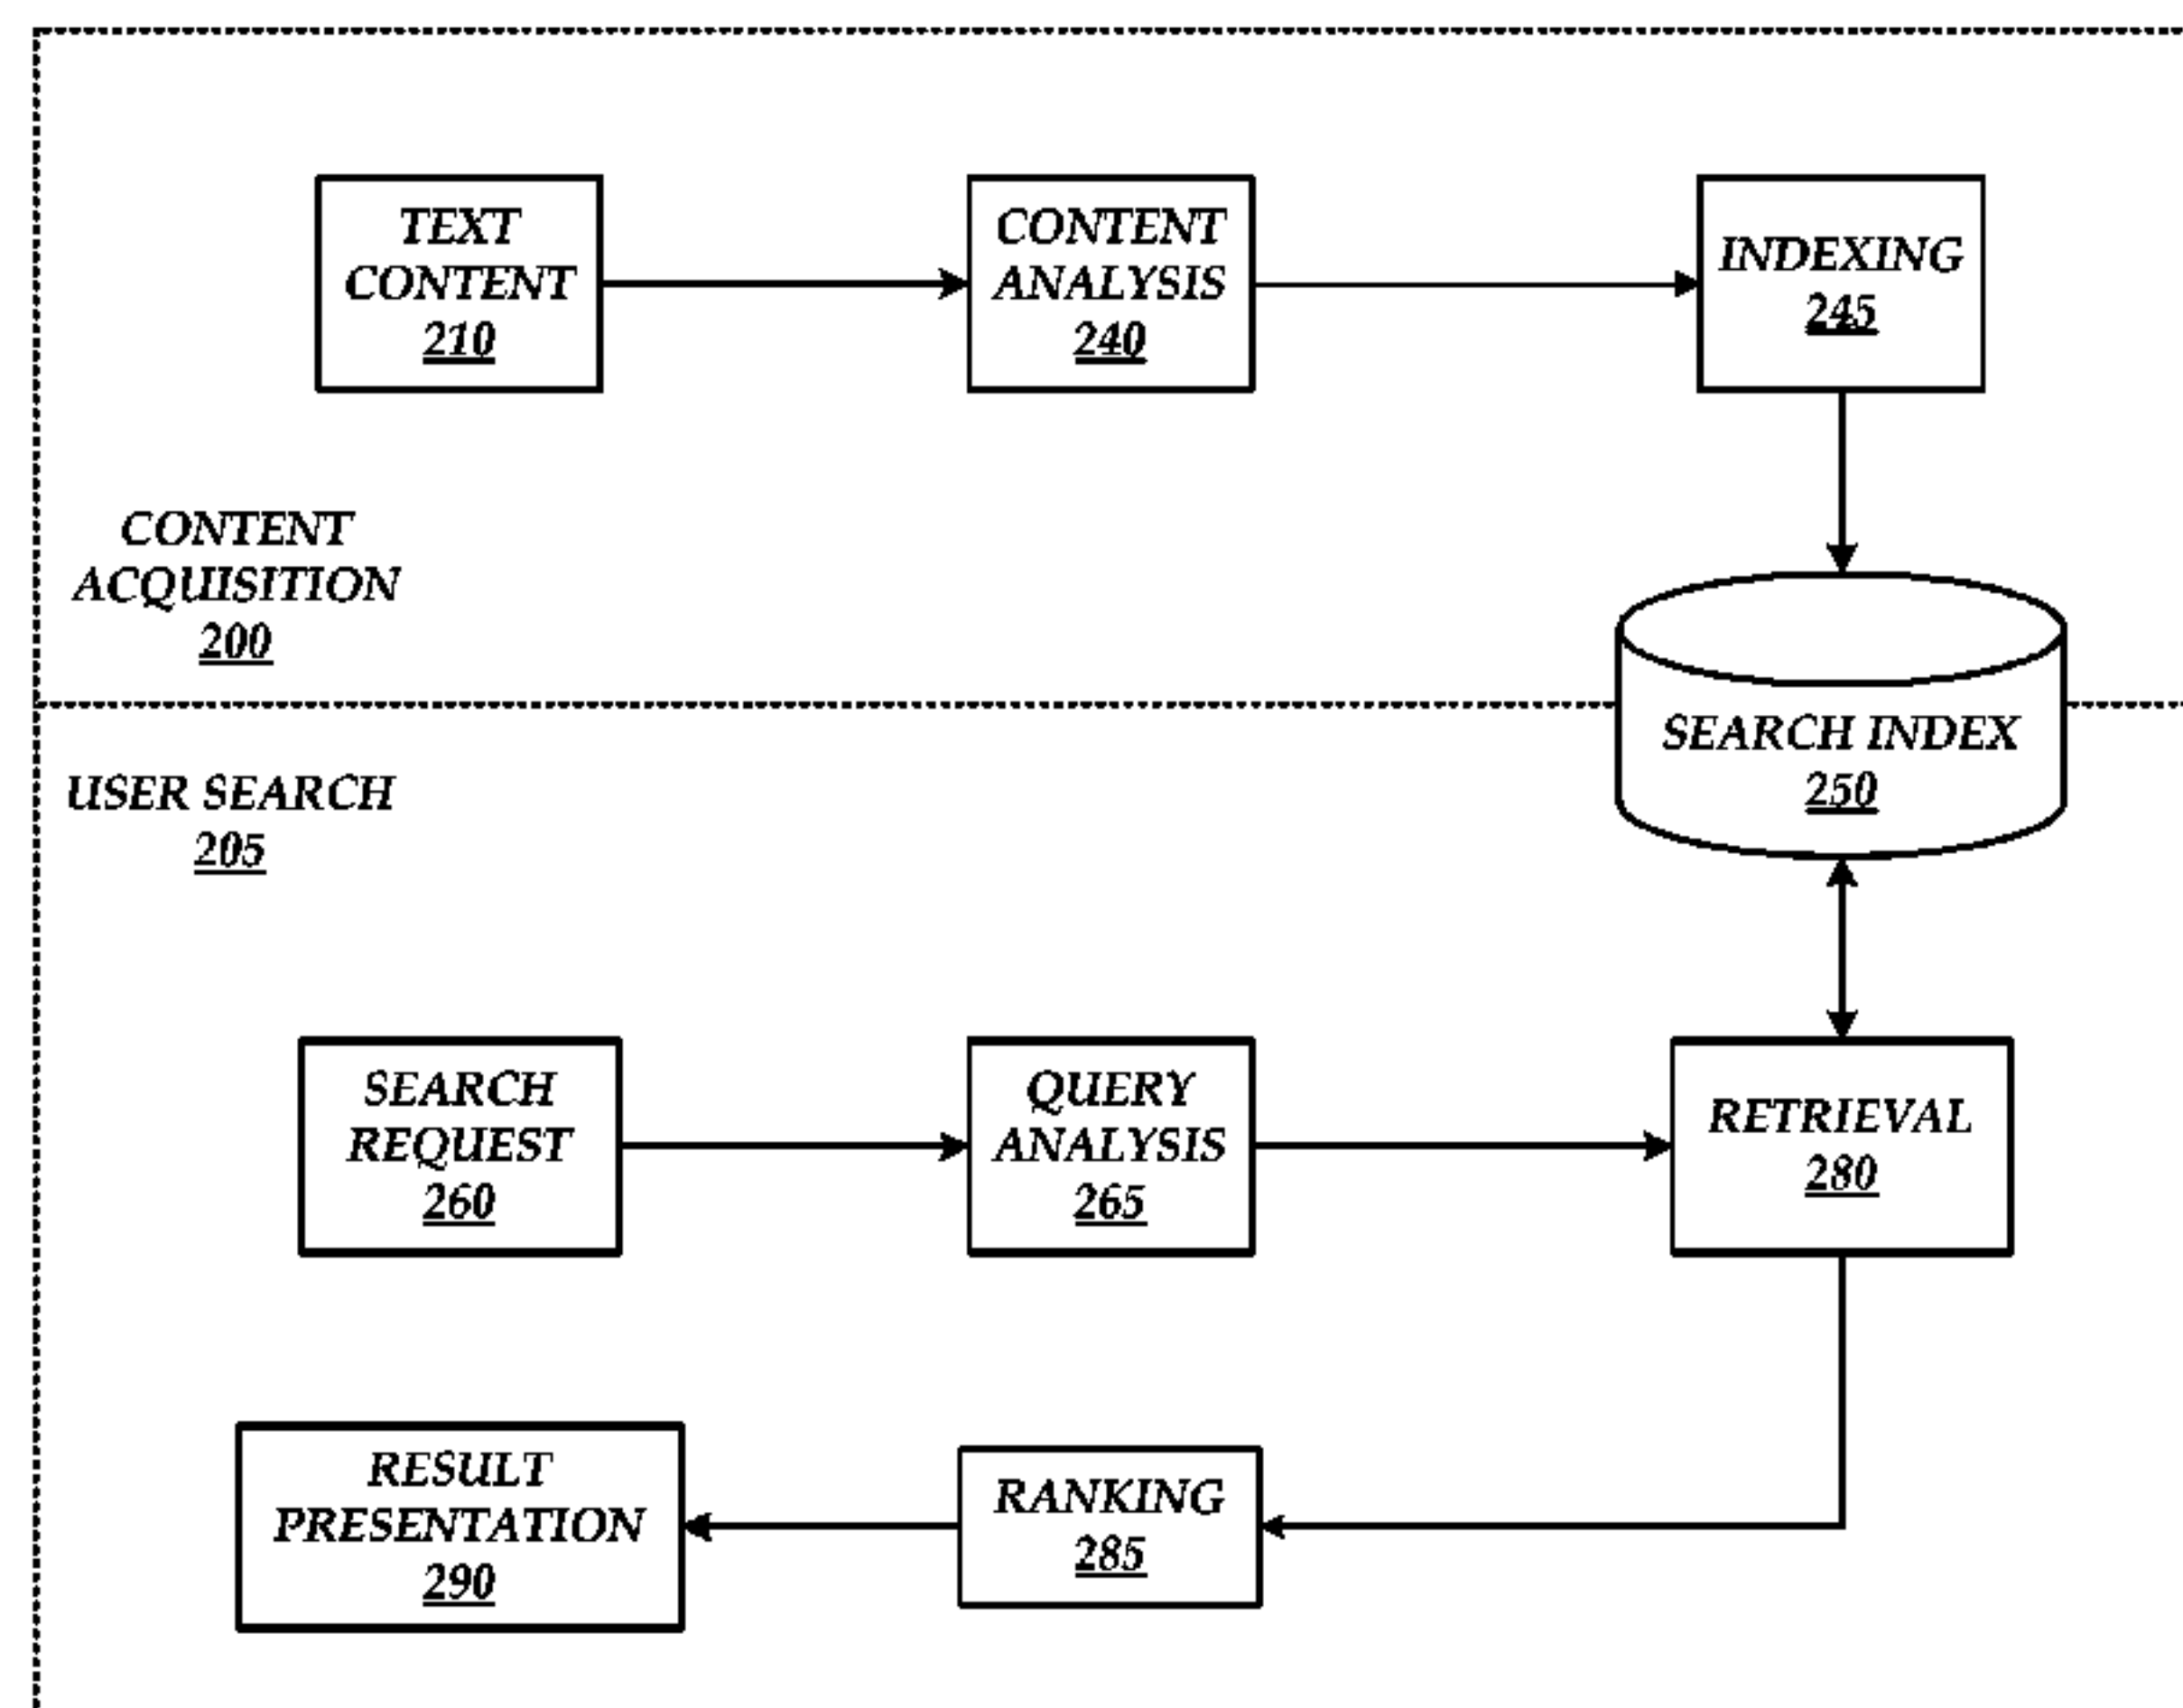 TEXT
CONTENT
210
CONTENT
ANALYSIS
240
INDEXING
245
CONTENT
ACQUISITION
200
SEARCH INDEX
250
USER SEARCH
205
SEARCH
REQUEST
260
QUERY
ANALYSIS
265
RETRIEVAL
280
RESULT
PRESENTATION
290
RANKING
285